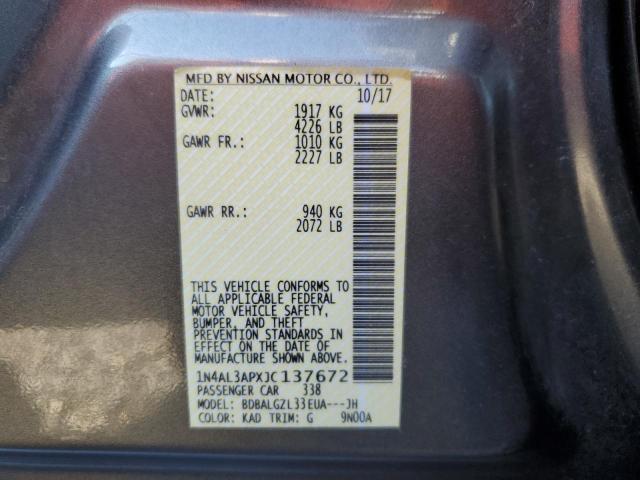 MFD BY NISSAN MOTOR CO., LTD.
DATE: 10/17
GVWR: 1917 KG
4226 LB
GAWR FR.: 1010 KG
2227 LB
GAWR RR.: 940 KG
2072 LB
THIS VEHICLE CONFORMS TO
ALL APPLICABLE FEDERAL
MOTOR VEHICLE SAFETY,
BUMPER, AND THEFT
PREVENTION STANDARDS IN
EFFECT ON THE DATE OF
MANUFACTURE SHOWN ABOVE.
1N4AL3APXJC137672
PASSENGER CAR 338
MODEL: BDBALGZL33EUA---JH
COLOR: KAD TRIM: G 9N00A